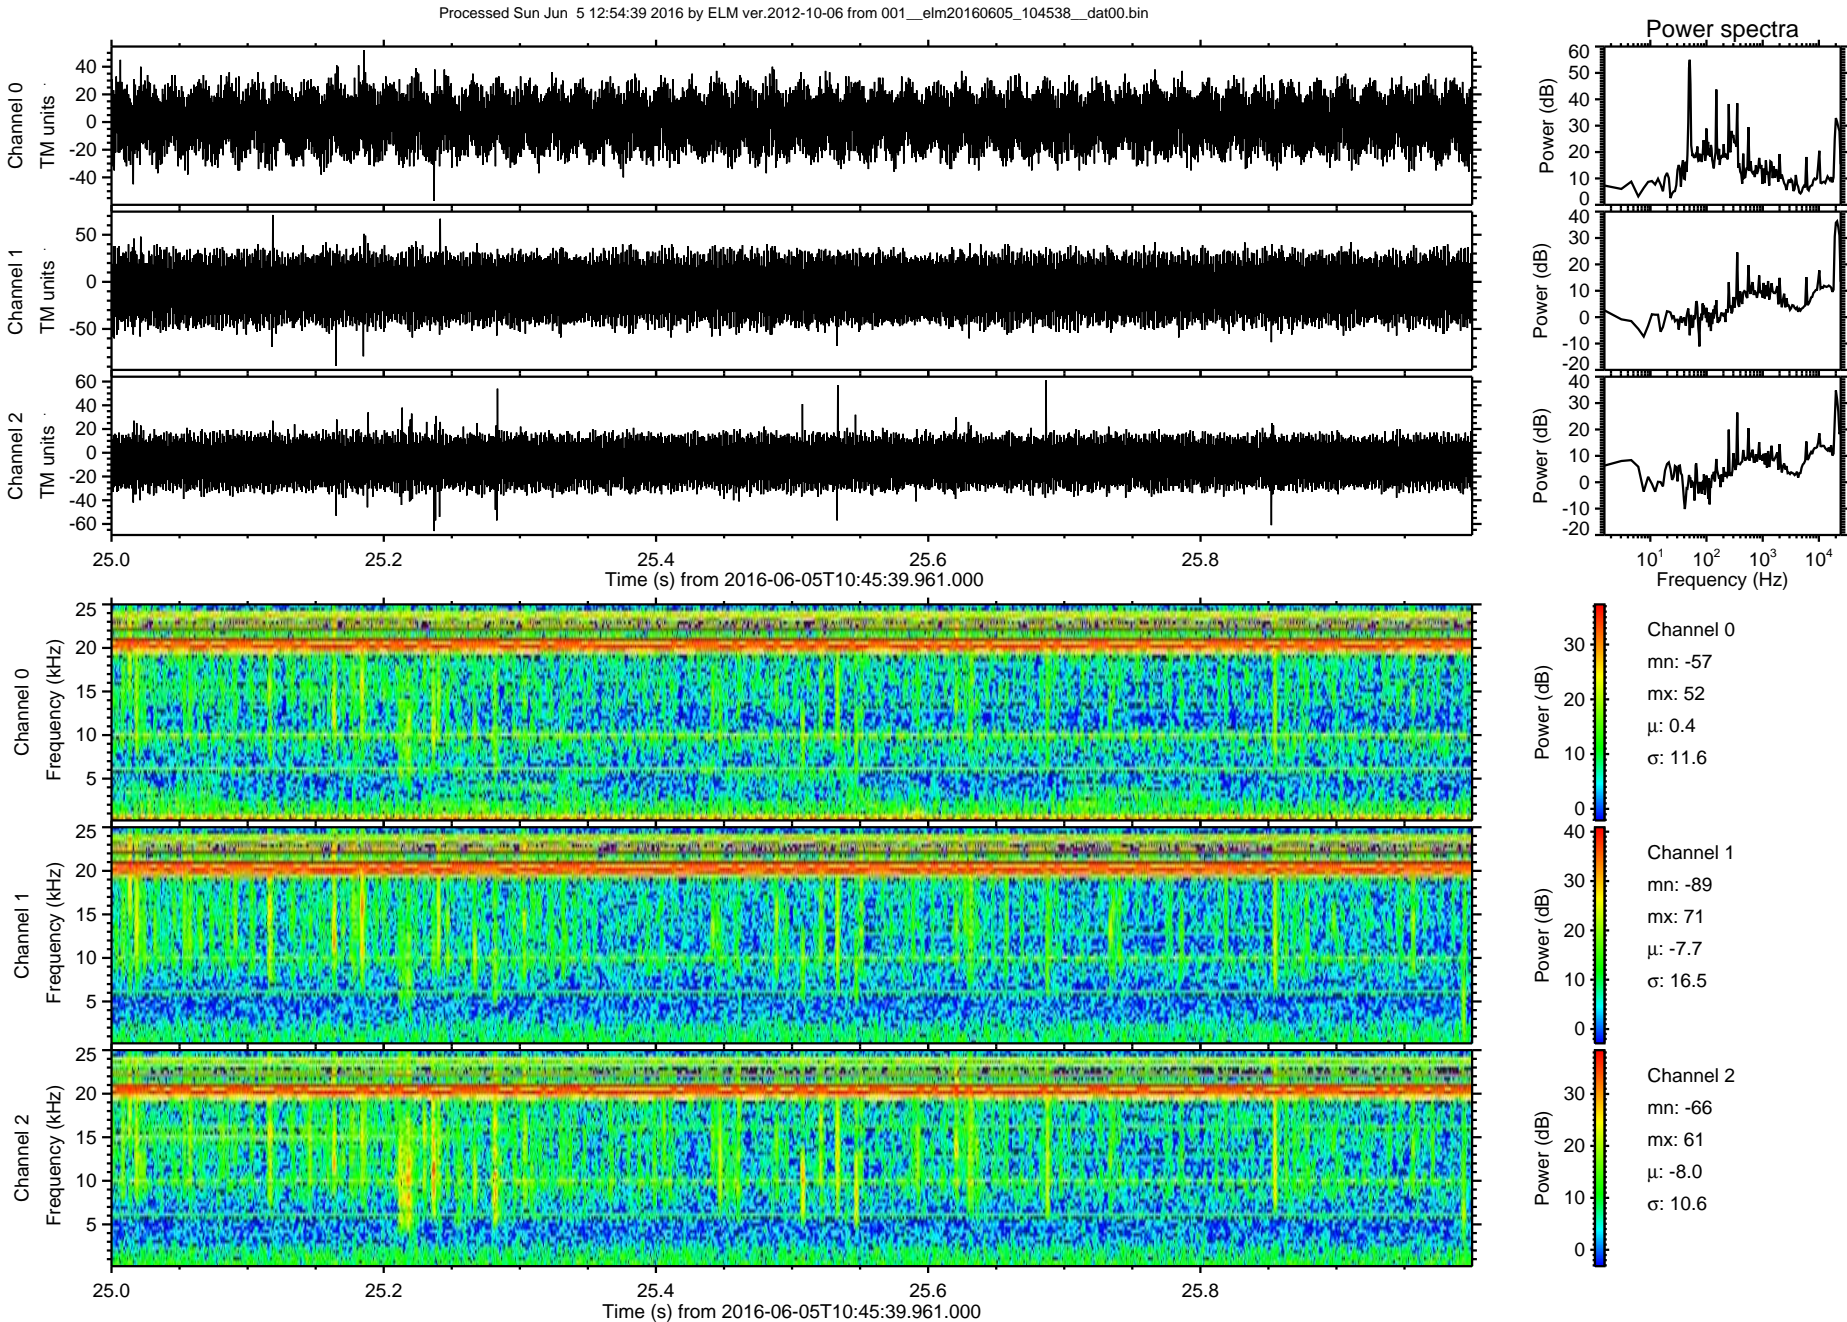 Processed Sun Jun 5 12:54:39 2016 by ELM ver.2012-10-06 from 001__elm20160605_104538__dat00.bin
Power spectra
Channel 0
TM units
40
20
0
-20
-40
Power (dB)
60
50
40
30
20
10
0
Channel 1
TM units
50
0
-50
Power (dB)
40
30
20
10
0
-10
-20
Channel 2
TM units
60
40
20
0
-20
-40
-60
Power (dB)
40
30
20
10
0
-10
-20
25.0 25.2 25.4 25.6 25.8
Time (s) from 2016-06-05T10:45:39.961.000
10¹ 10² 10³ 10⁴
Frequency (Hz)
Channel 0
Frequency (kHz)
25
20
15
10
5
Power (dB)
30
20
10
0
Channel 0
mn: -57
mx: 52
μ: 0.4
σ: 11.6
Channel 1
Frequency (kHz)
25
20
15
10
5
Power (dB)
40
30
20
10
0
Channel 1
mn: -89
mx: 71
μ: -7.7
σ: 16.5
Channel 2
Frequency (kHz)
25
20
15
10
5
Power (dB)
30
20
10
0
Channel 2
mn: -66
mx: 61
μ: -8.0
σ: 10.6
25.0 25.2 25.4 25.6 25.8
Time (s) from 2016-06-05T10:45:39.961.000